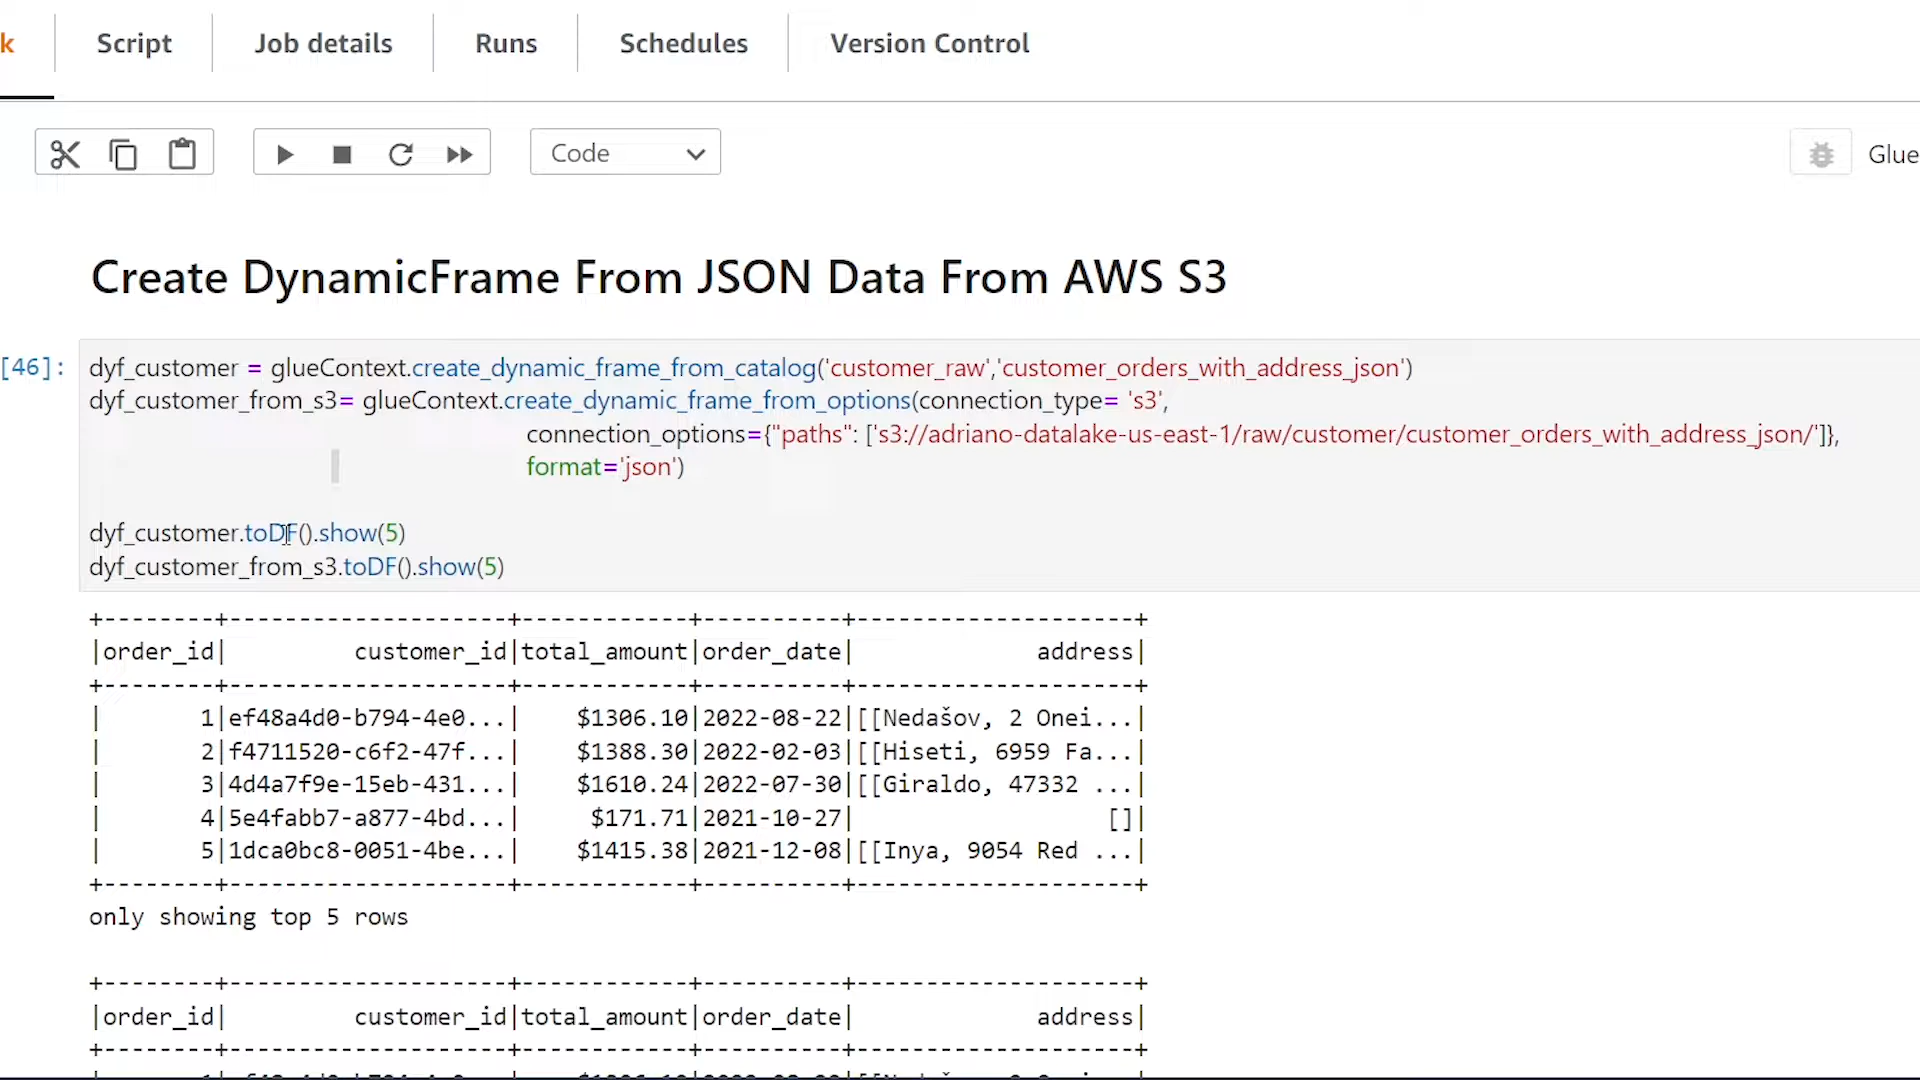 k Script Job details Runs Schedules Version Control
Code Glue
Create DynamicFrame From JSON Data From AWS S3
[46]: dyf_customer = glueContext.create_dynamic_frame_from_catalog('customer_raw','customer_orders_with_address_json')
dyf_customer_from_s3= glueContext.create_dynamic_frame_from_options(connection_type= 's3',
connection_options={"paths": ['s3://adriano-datalake-us-east-1/raw/customer/customer_orders_with_address_json/']},
format='json')
dyf_customer.toDF().show(5)
dyf_customer_from_s3.toDF().show(5)
+--------+--------------------+------------+----------+--------------------+
|order_id|         customer_id|total_amount|order_date|             address|
+--------+--------------------+------------+----------+--------------------+
|       1|ef48a4d0-b794-4e0...|    $1306.10|2022-08-22|[[Nedašov, 2 Onei...|
|       2|f4711520-c6f2-47f...|    $1388.30|2022-02-03|[[Hiseti, 6959 Fa...|
|       3|4d4a7f9e-15eb-431...|    $1610.24|2022-07-30|[[Giraldo, 47332 ...|
|       4|5e4fabb7-a877-4bd...|     $171.71|2021-10-27|                  []|
|       5|1dca0bc8-0051-4be...|    $1415.38|2021-12-08|[[Inya, 9054 Red ...|
+--------+--------------------+------------+----------+--------------------+
only showing top 5 rows
+--------+--------------------+------------+----------+--------------------+
|order_id|         customer_id|total_amount|order_date|             address|
+--------+--------------------+------------+----------+--------------------+